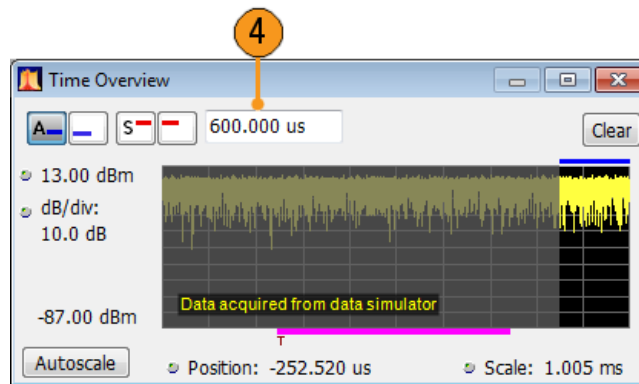 4
Time Overview
A S 600.000 us Clear
13.00 dBm
dB/div:
10.0 dB
Data acquired from data simulator
-87.00 dBm
T
Autoscale Position: -252.520 us Scale: 1.005 ms